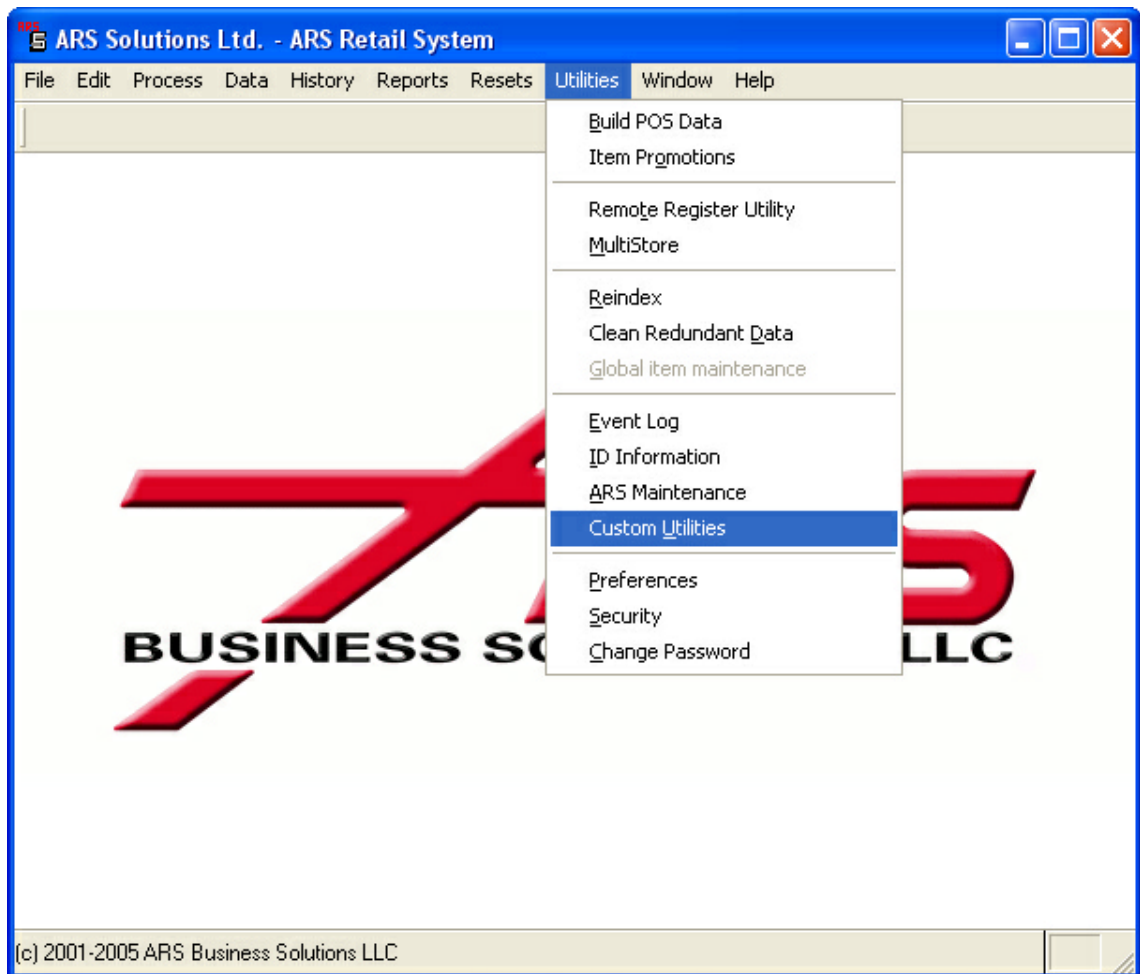 ARS
S ARS Solutions Ltd. - ARS Retail System
File Edit Process Data History Reports Resets Utilities Window Help
Build POS Data
Item Promotions
Remote Register Utility
MultiStore
Reindex
Clean Redundant Data
Global item maintenance
Event Log
ID Information
ARS Maintenance
Custom Utilities
Preferences
Security
Change Password
BUSINESS SO LLC
(c) 2001-2005 ARS Business Solutions LLC